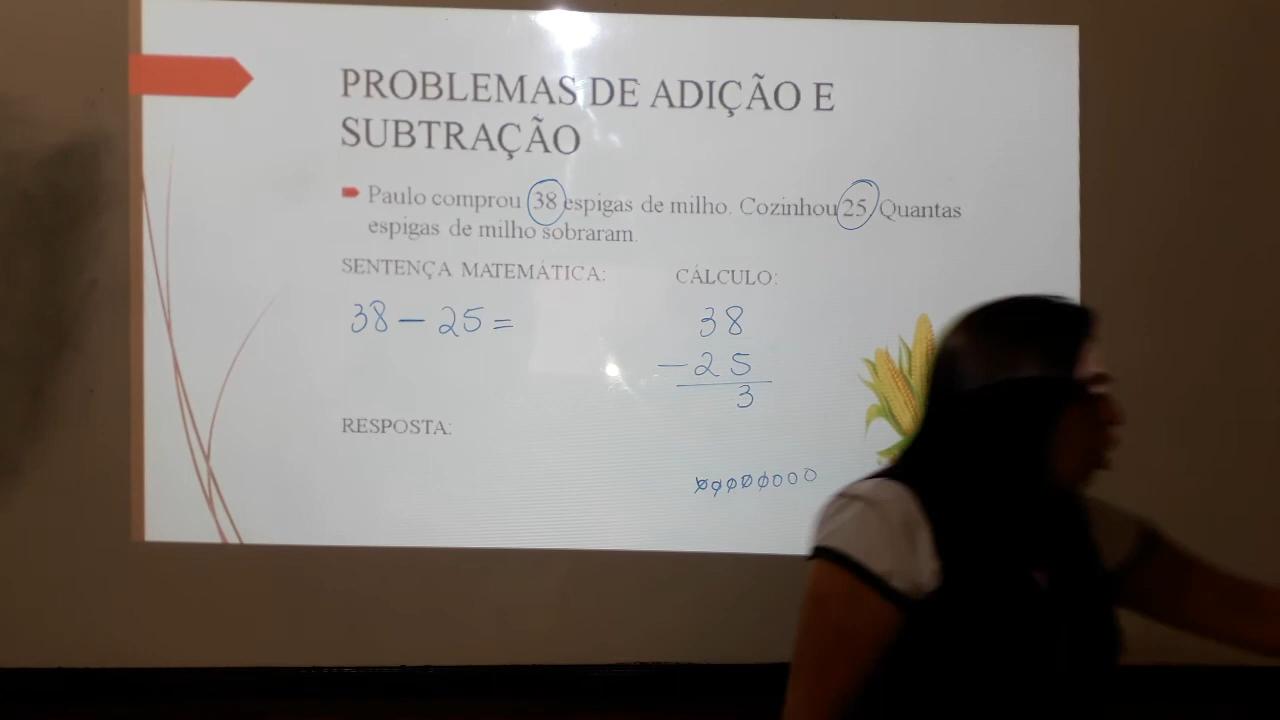 PROBLEMAS DE ADIÇÃO E
SUBTRAÇÃO
Paulo comprou 38 espigas de milho. Cozinhou 25. Quantas
espigas de milho sobraram.
SENTENÇA MATEMÁTICA:
CÁLCULO:
38 - 25 =
38
- 25
3
RESPOSTA: